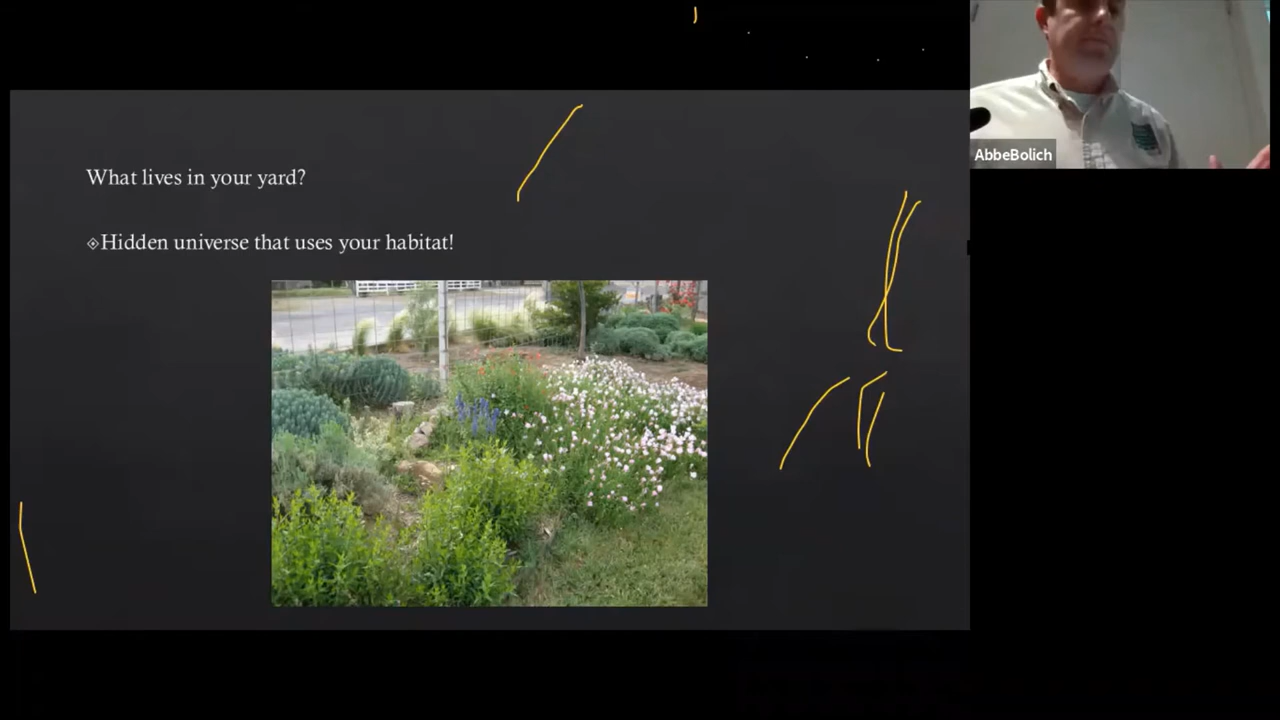 AbbeBolich
What lives in your yard?
◈Hidden universe that uses your habitat!